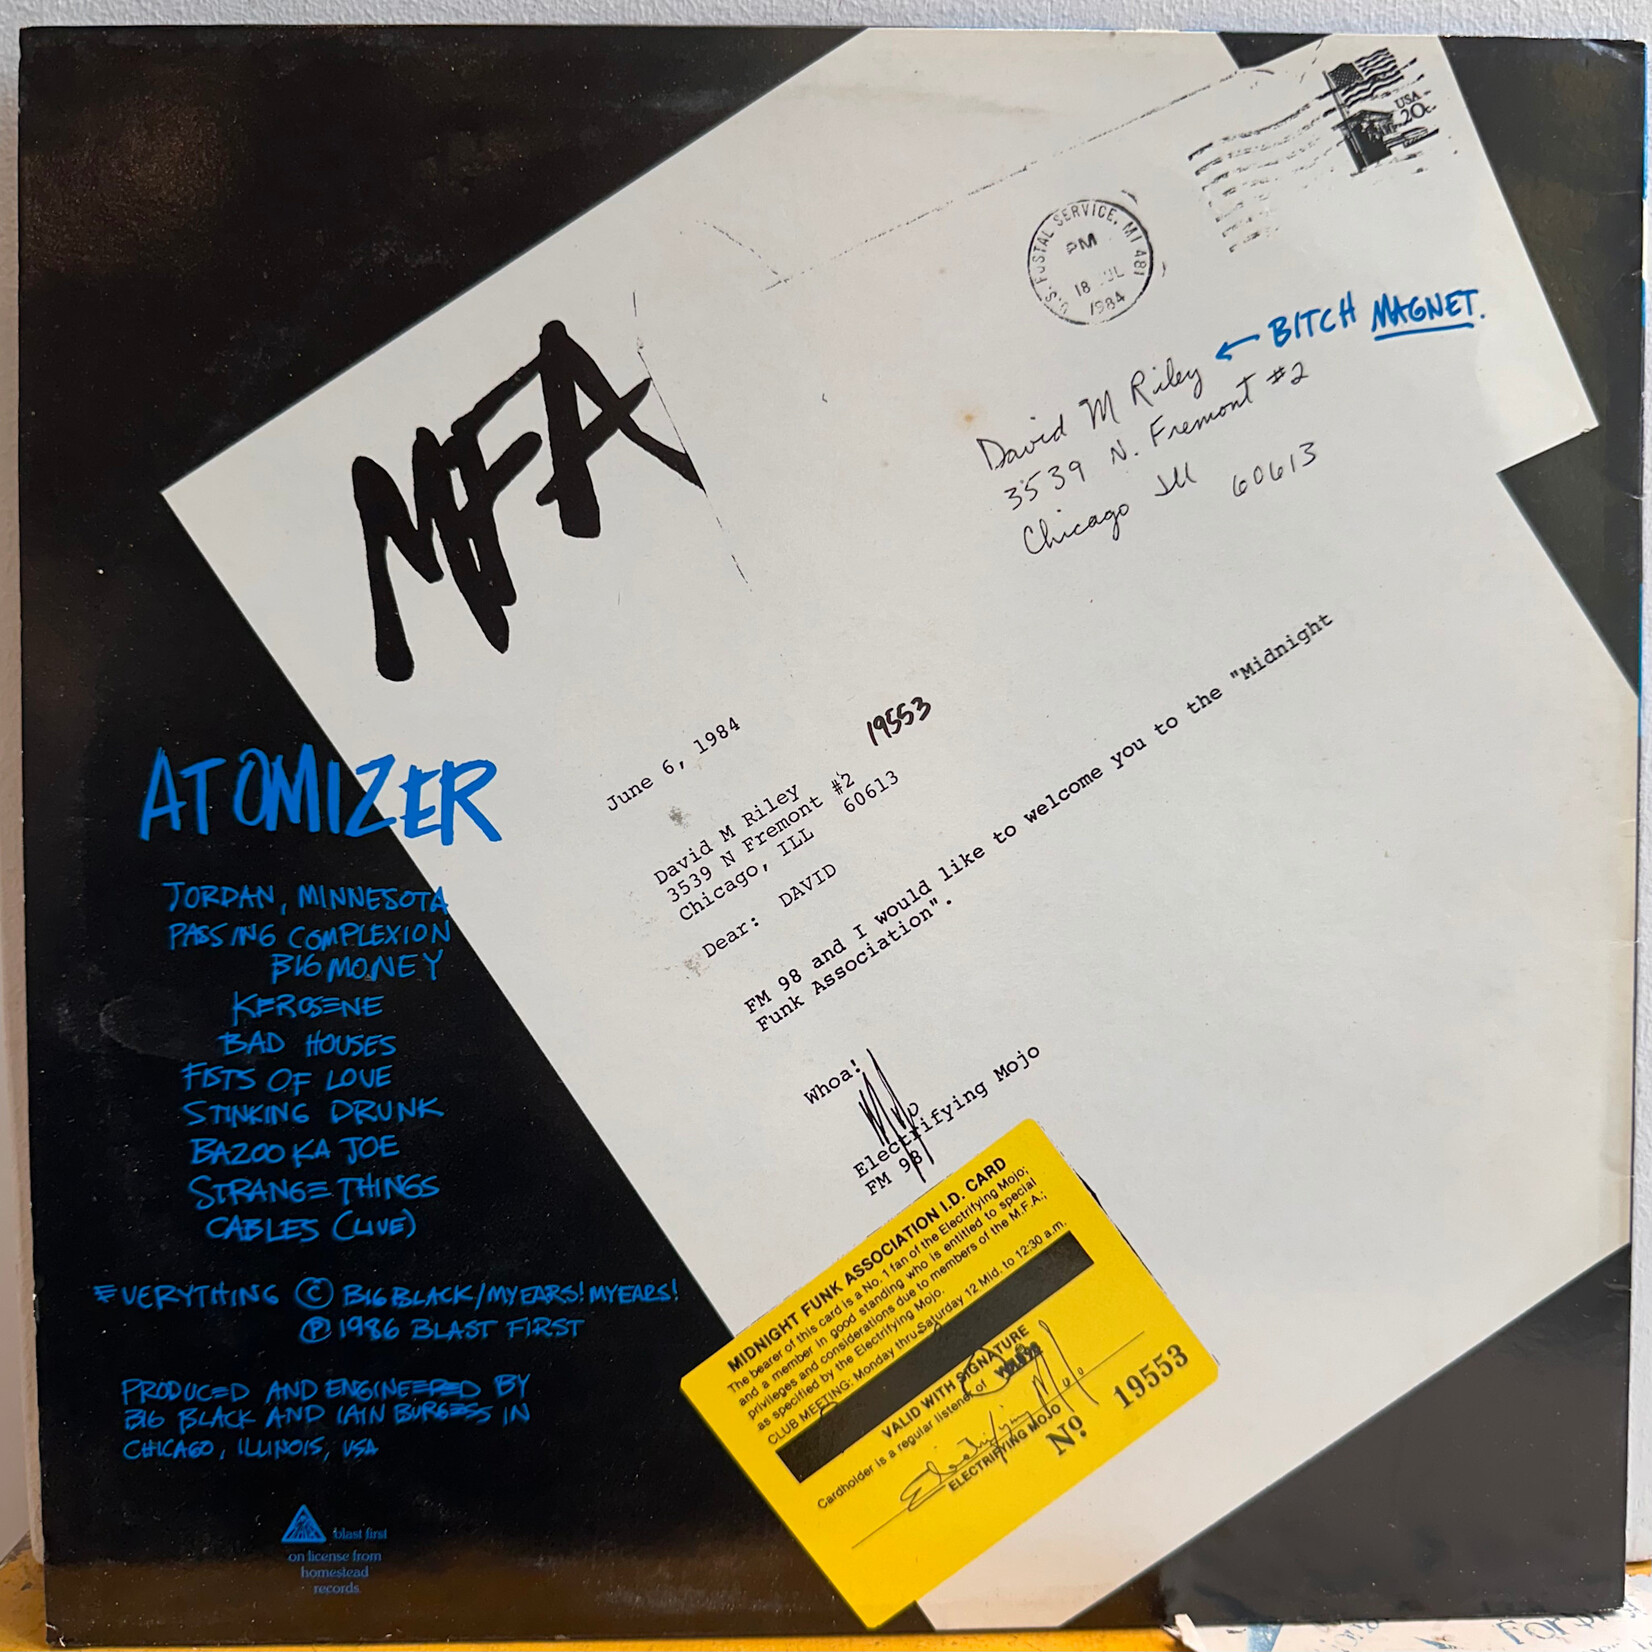 USA
20c
U.S. POSTAL SERVICE, MI 481
PM
18 JUL
1984
BITCH MAGNET.
David M Riley
3539 N. Fremont #2
Chicago Ill 60613
MFA
June 6, 1984
19553
David M Riley
3539 N Fremont #2
Chicago, ILL 60613
Dear: DAVID
FM 98 and I would like to welcome you to the "Midnight
Funk Association".
Whoa!
Mojo
Electrifying Mojo
FM 98
ATOMIZER
JORDAN, MINNESOTA
PASSING COMPLEXION
BIG MONEY
KEROSENE
BAD HOUSES
FISTS OF LOVE
STINKING DRUNK
BAZOOKA JOE
STRANGE THINGS
CABLES (LIVE)
EVERYTHING © BIG BLACK/MY EARS! MY EARS!
℗ 1986 BLAST FIRST
PRODUCED AND ENGINEERED BY
BIG BLACK AND IAIN BURGESS IN
CHICAGO, ILLINOIS, USA
blast first
on license from
homestead
records.
MIDNIGHT FUNK ASSOCIATION I.D. CARD
The bearer of this card is a No. 1 fan of the Electrifying Mojo;
and a member in good standing who is entitled to special
privileges and considerations due to members of the M.F.A.;
as specified by the Electrifying Mojo.
CLUB MEETING: Monday thru Saturday 12 Mid. to 12:30 a.m.
VALID WITH SIGNATURE
Cardholder is a regular listener of
Electrifying Mojo
ELECTRIFYING MOJO
No. 19553